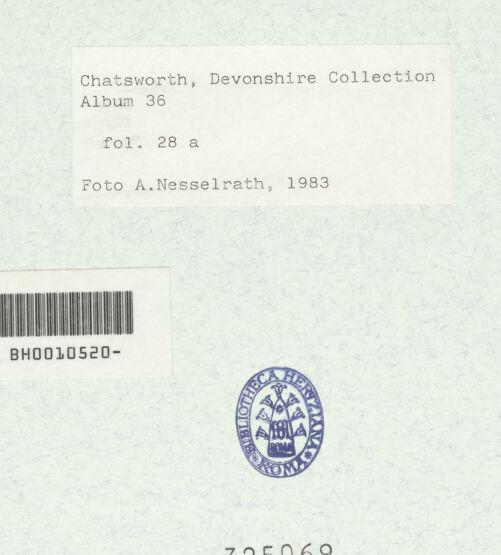 Chatsworth, Devonshire Collection
Album 36
fol. 28 a
Foto A.Nesselrath, 1983
BH0010520-
BIBLIOTHECA HERTZIANA
ROMA